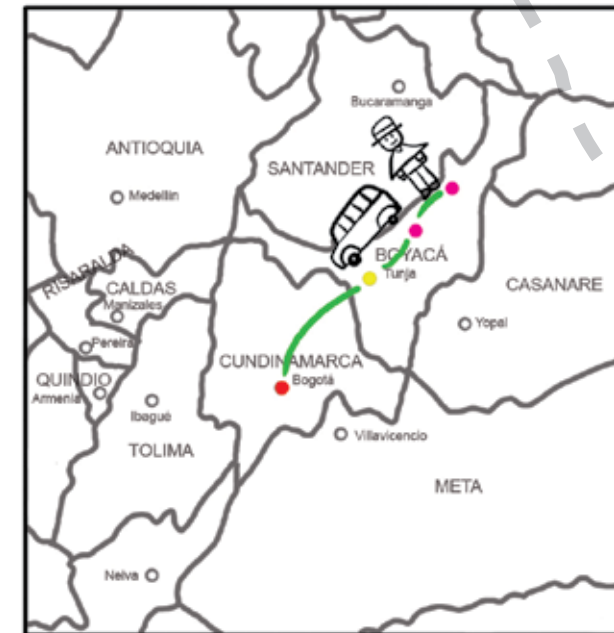 Bucaramanga
ANTIOQUIA
SANTANDER
Medellín
BOYACÁ
Tunja
RISARALDA
CALDAS
Manizales
CASANARE
Yopal
Pereira
CUNDINAMARCA
Bogotá
QUINDIO
Armenia
Ibagué
Villavicencio
TOLIMA
META
Neiva